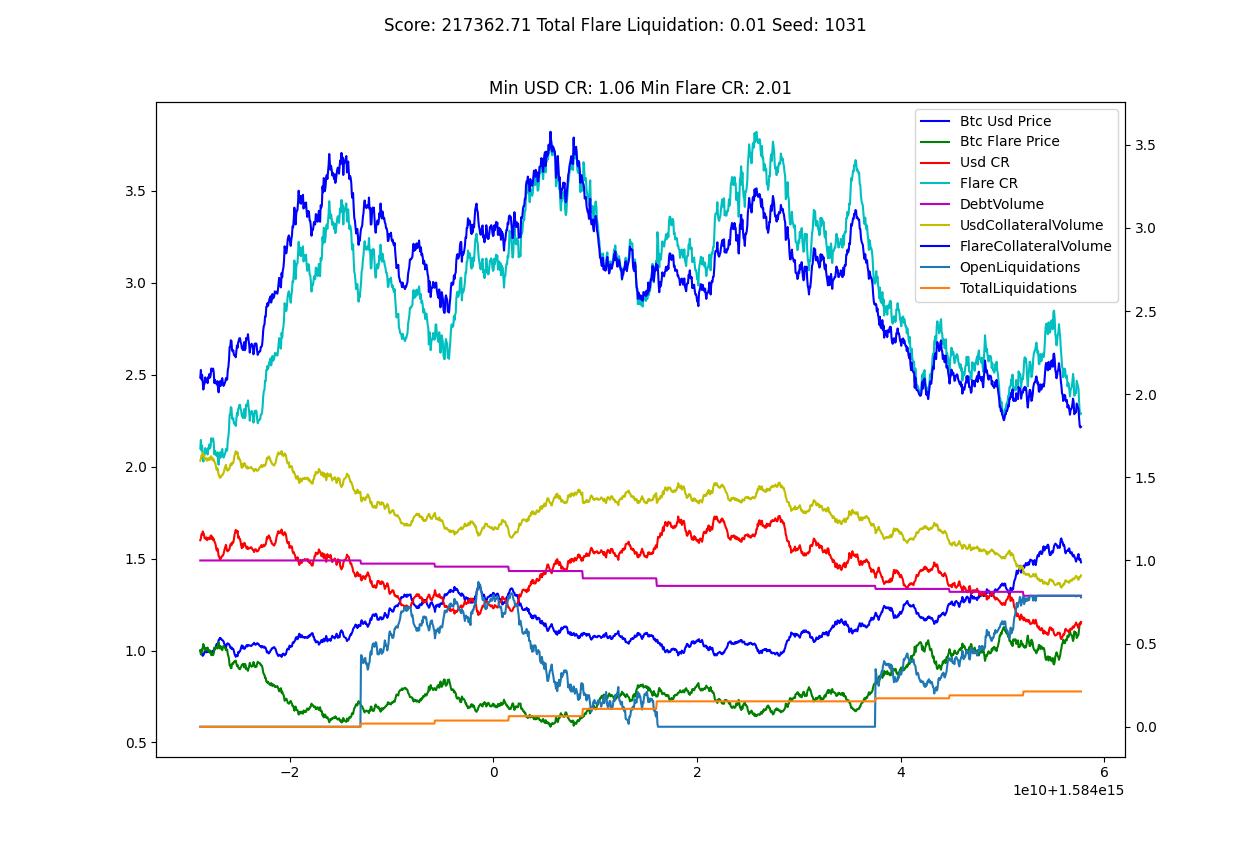 Score: 217362.71 Total Flare Liquidation: 0.01 Seed: 1031
Min USD CR: 1.06 Min Flare CR: 2.01
Btc Usd Price
Btc Flare Price
Usd CR
Flare CR
DebtVolume
UsdCollateralVolume
FlareCollateralVolume
OpenLiquidations
TotalLiquidations
3.5
3.0
2.5
2.0
1.5
1.0
0.5
3.5
3.0
2.5
2.0
1.5
1.0
0.5
0.0
−2 0 2 4 6
1e10+1.584e15